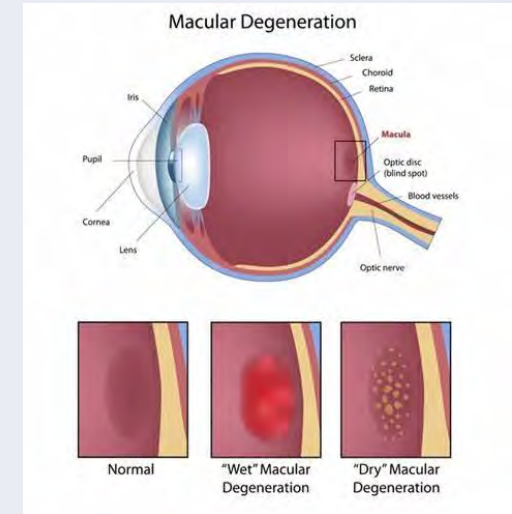 Macular Degeneration
Sclera
Choroid
Retina
Iris
Macula
Pupil
Optic disc
(blind spot)
Blood vessels
Cornea
Lens
Optic nerve
Normal
"Wet" Macular
Degeneration
"Dry" Macular
Degeneration